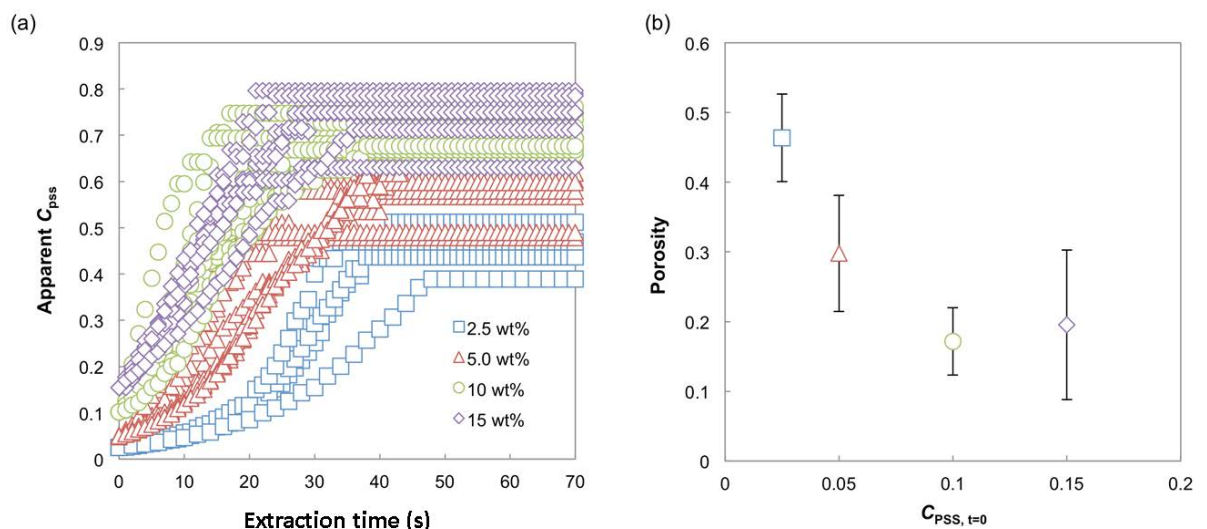 (a)
0.9
0.8
0.7
0.6
0.5
0.4
0.3
0.2
0.1
0
Apparent Cpss
2.5 wt%
5.0 wt%
10 wt%
15 wt%
0 10 20 30 40 50 60 70
Extraction time (s)
(b)
0.6
0.5
0.4
0.3
0.2
0.1
0
Porosity
0 0.05 0.1 0.15 0.2
CPSS, t=0